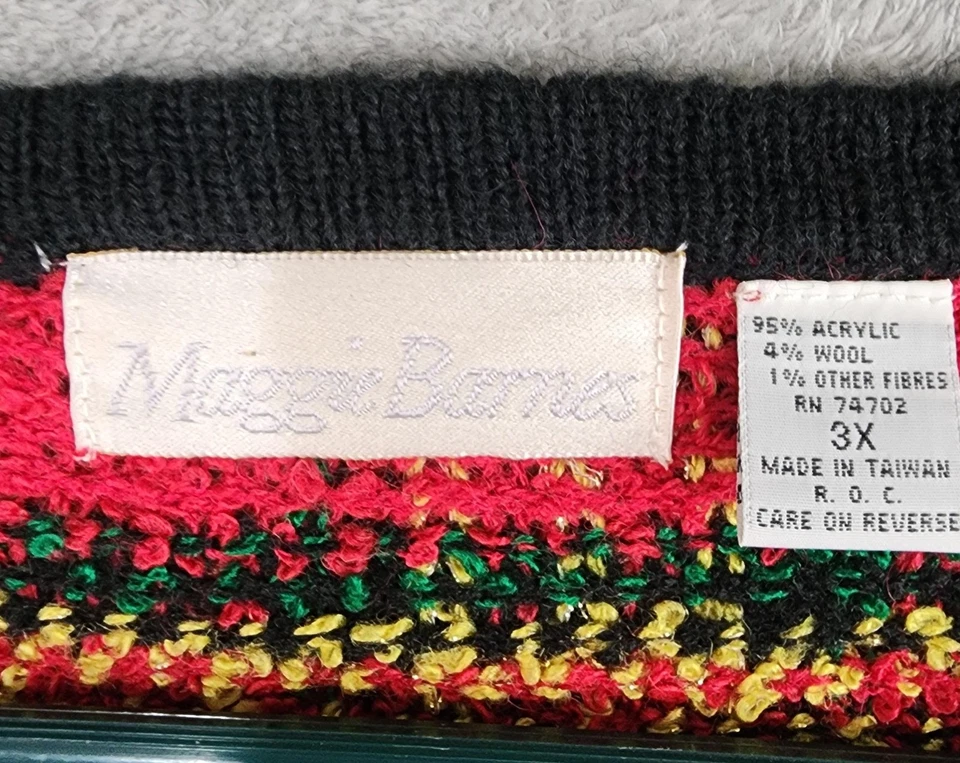 Maggi Barnes
95% ACRYLIC
4% WOOL
1% OTHER FIBRES
RN 74702
3X
MADE IN TAIWAN
R. O. C.
CARE ON REVERSE